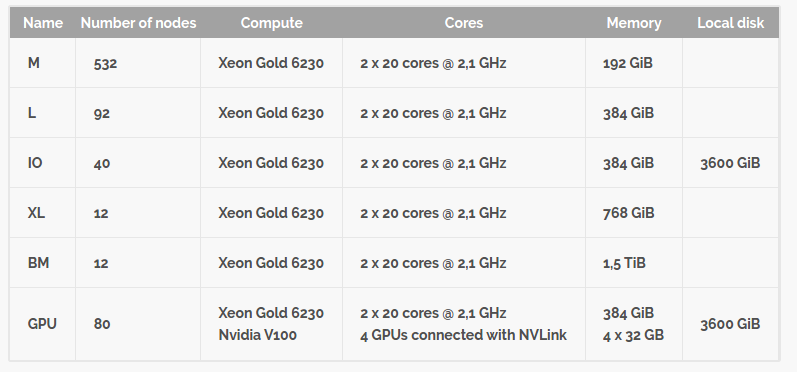 Name Number of nodes Compute Cores Memory Local disk
M 532 Xeon Gold 6230 2 x 20 cores @ 2,1 GHz 192 GiB
L 92 Xeon Gold 6230 2 x 20 cores @ 2,1 GHz 384 GiB
IO 40 Xeon Gold 6230 2 x 20 cores @ 2,1 GHz 384 GiB 3600 GiB
XL 12 Xeon Gold 6230 2 x 20 cores @ 2,1 GHz 768 GiB
BM 12 Xeon Gold 6230 2 x 20 cores @ 2,1 GHz 1,5 TiB
GPU 80 Xeon Gold 6230 2 x 20 cores @ 2,1 GHz 384 GiB 3600 GiB
Nvidia V100 4 GPUs connected with NVLink 4 x 32 GB